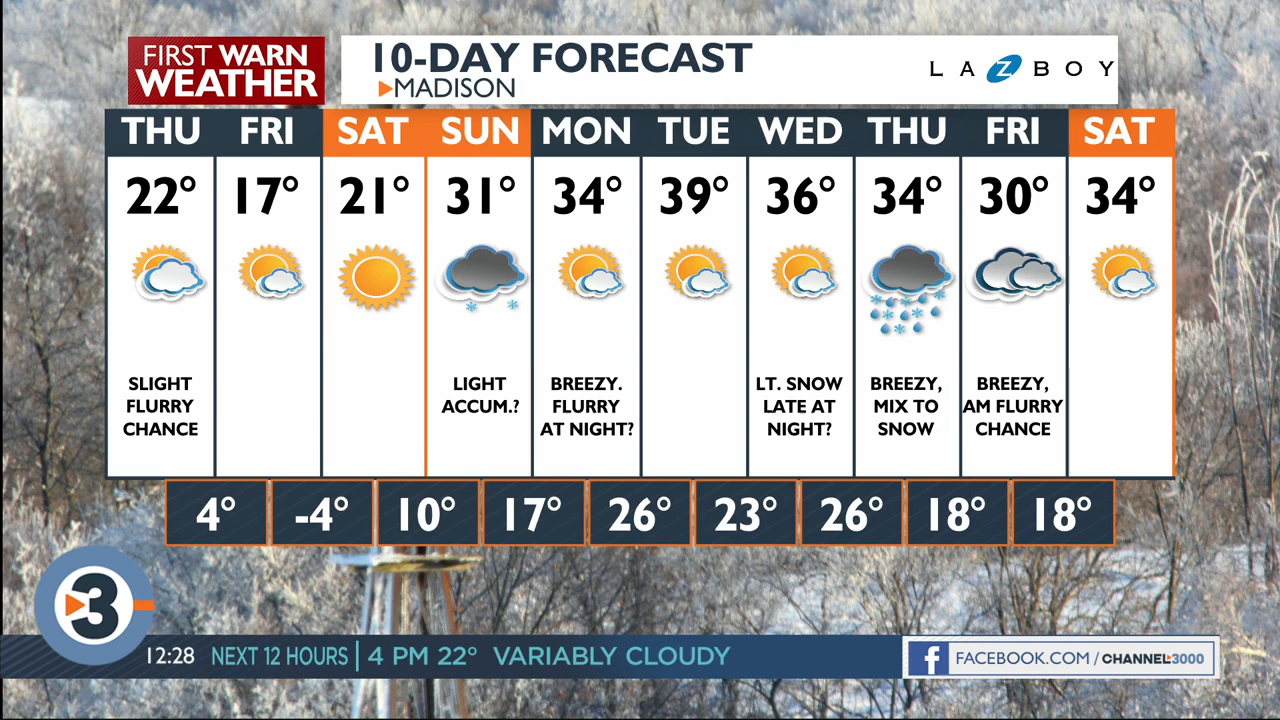 FIRST WARN
WEATHER
10-DAY FORECAST
MADISON
LA Z BOY
THU FRI SAT SUN MON TUE WED THU FRI SAT
22° 17° 21° 31° 34° 39° 36° 34° 30° 34°
SLIGHT
FLURRY
CHANCE
LIGHT
ACCUM.?
BREEZY.
FLURRY
AT NIGHT?
LT. SNOW
LATE AT
NIGHT?
BREEZY,
MIX TO
SNOW
BREEZY,
AM FLURRY
CHANCE
4° -4° 10° 17° 26° 23° 26° 18° 18°
3
12:28 NEXT 12 HOURS | 4 PM 22° VARIABLY CLOUDY
f FACEBOOK.COM / CHANNEL3000